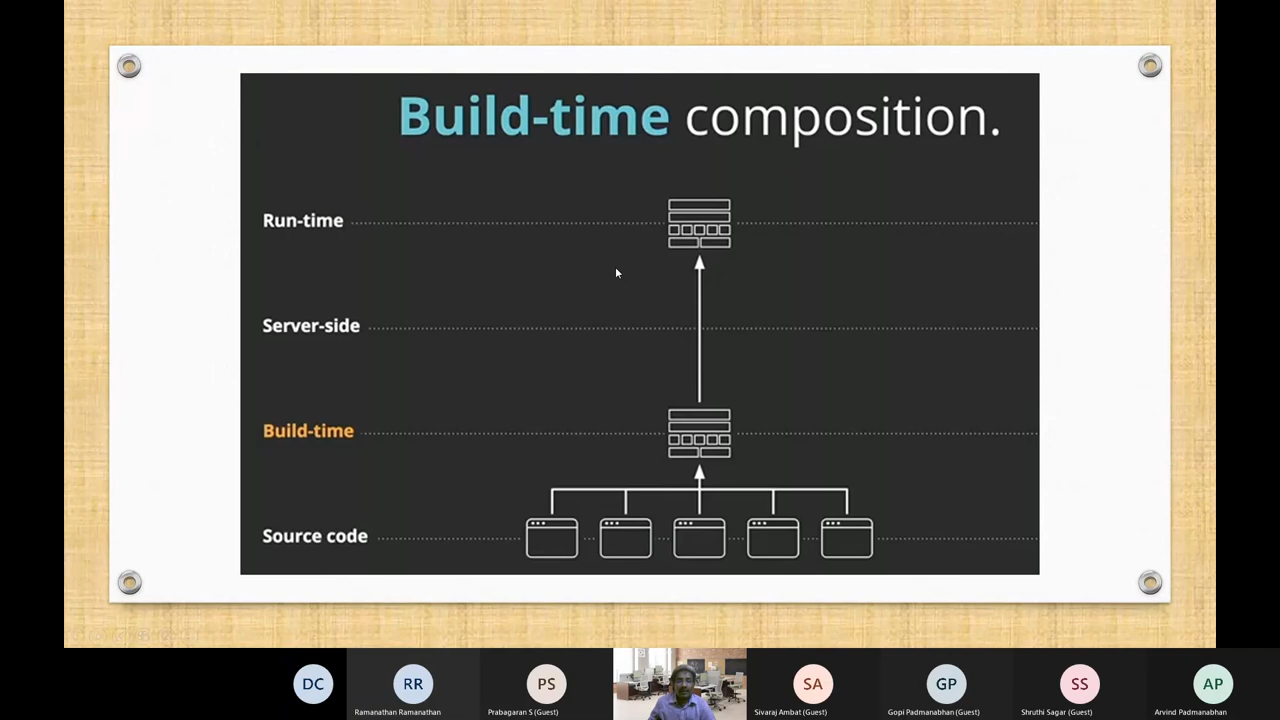 Build-time composition.
Run-time
Server-side
Build-time
Source code
DC
RR
PS
SA
GP
SS
AP
Ramanathan Ramanathan
Prabagaran S (Guest)
Sivaraj Ambat (Guest)
Gopi Padmanabhan (Guest)
Shruthi Sagar (Guest)
Arvind Padmanabhan